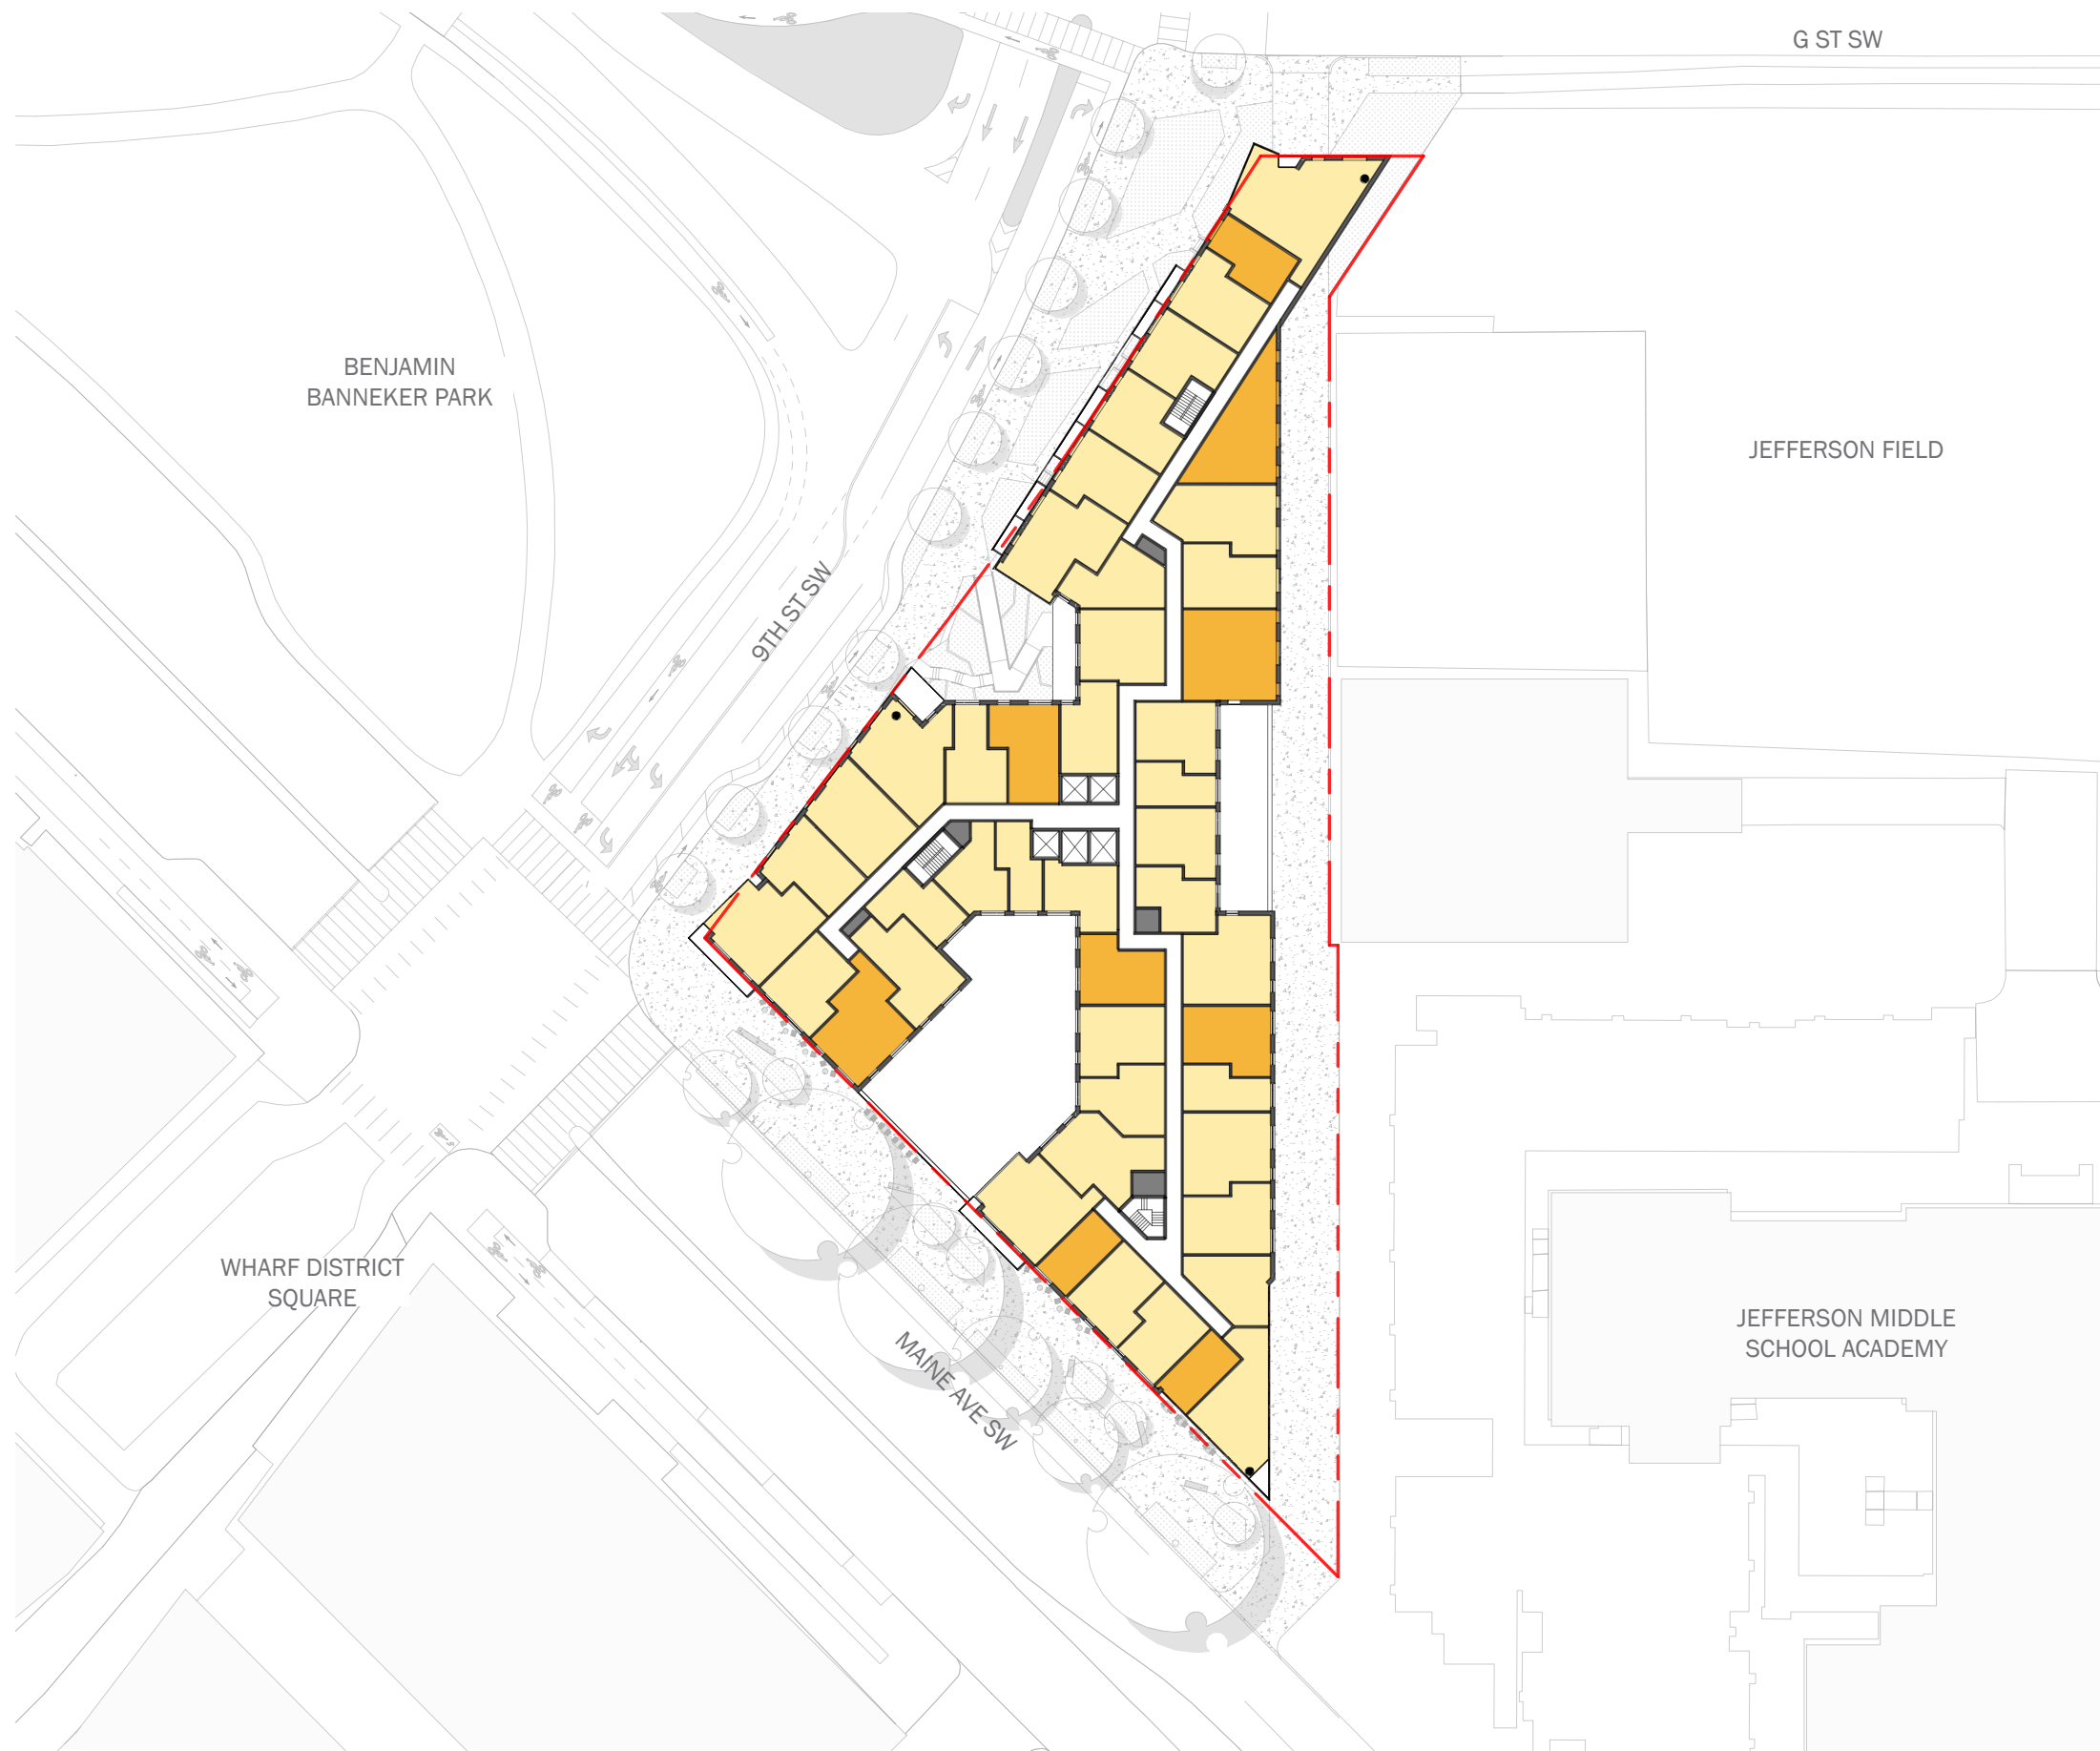 G ST SW
BENJAMIN
BANNEKER PARK
JEFFERSON FIELD
9TH ST SW
WHARF DISTRICT
SQUARE
MAINE AVE SW
JEFFERSON MIDDLE
SCHOOL ACADEMY